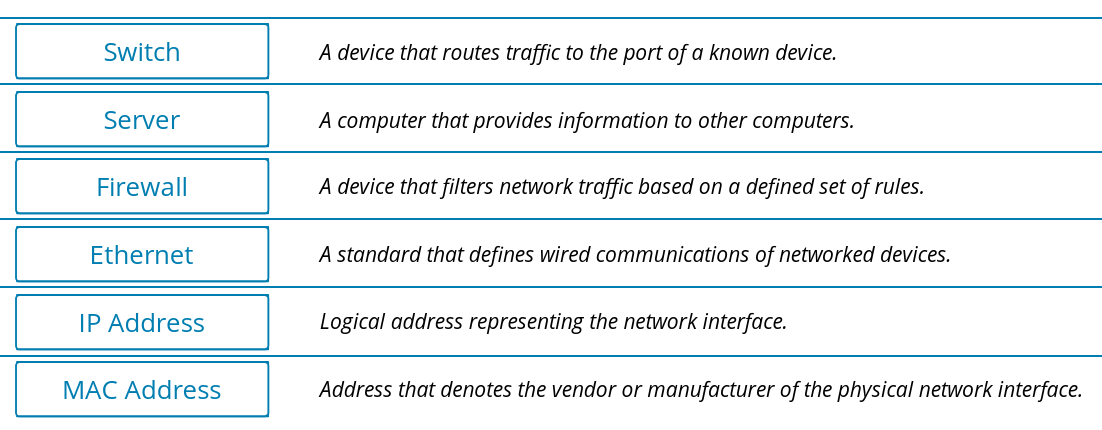 Switch
A device that routes traffic to the port of a known device.
Server
A computer that provides information to other computers.
Firewall
A device that filters network traffic based on a defined set of rules.
Ethernet
A standard that defines wired communications of networked devices.
IP Address
Logical address representing the network interface.
MAC Address
Address that denotes the vendor or manufacturer of the physical network interface.